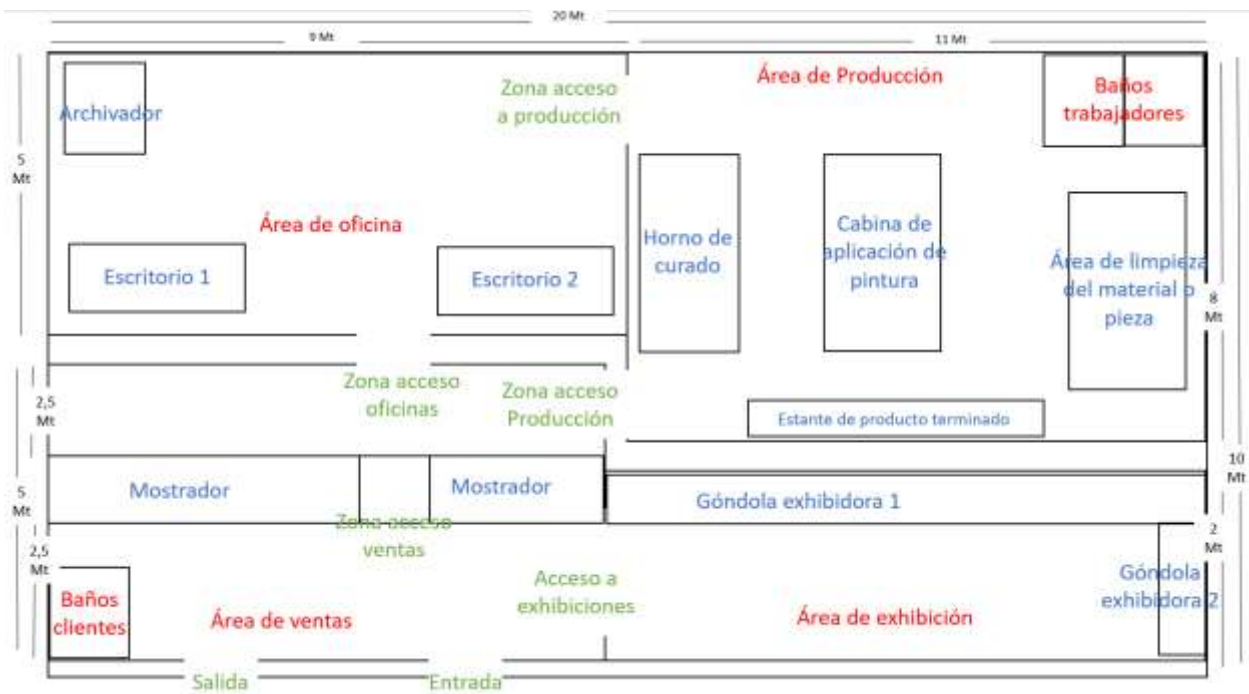 20 Mt
9 Mt
11 Mt
Archivador
Zona acceso
a producción
Área de Producción
Baños
trabajadores
5
Mt
Área de oficina
Horno de
curado
Cabina de
aplicación de
pintura
Escritorio 1
Escritorio 2
Área de limpieza
del material o
pieza
8
Mt
Zona acceso
oficinas
Zona acceso
Producción
2,5
Mt
Estante de producto terminado
10
Mt
5
Mt
Mostrador
Mostrador
Góndola exhibidora 1
Zona acceso
ventas
2,5
Mt
2
Mt
Baños
clientes
Área de ventas
Acceso a
exhibiciones
Área de exhibición
Góndola
exhibidora 2
Salida
Entrada